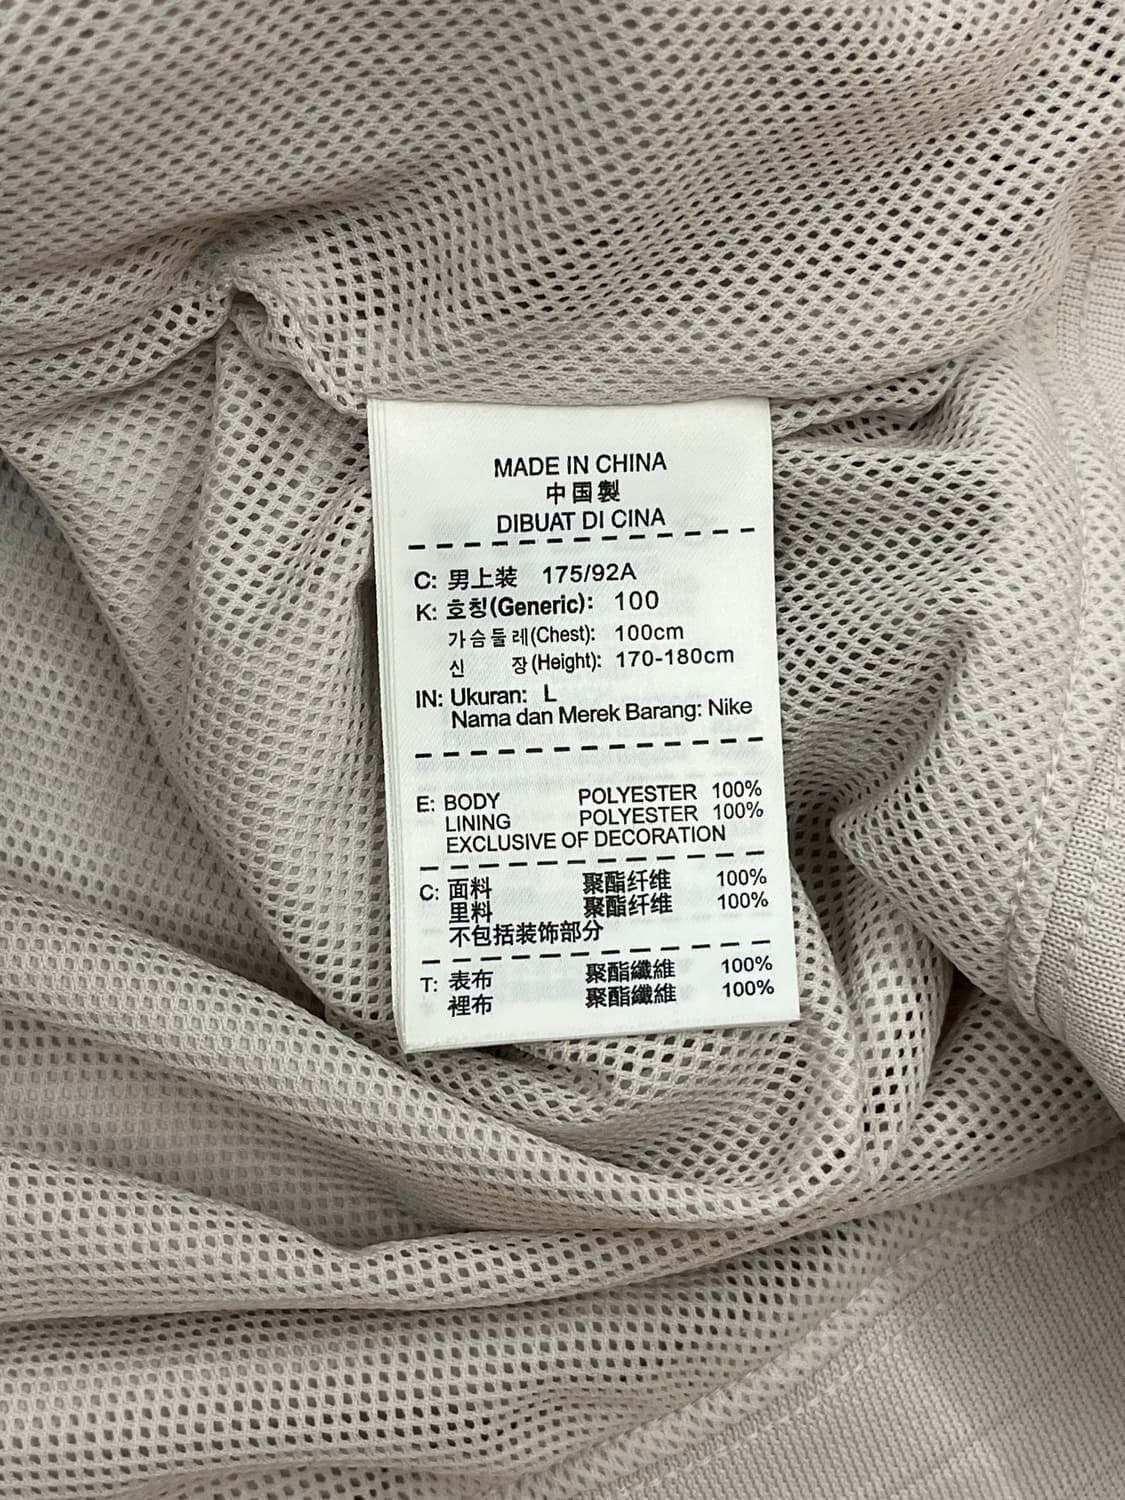 MADE IN CHINA
中国製
DIBUAT DI CINA
C: 男上装 175/92A
K: 호칭(Generic): 100
가슴둘레(Chest): 100cm
신 장(Height): 170-180cm
IN: Ukuran: L
Nama dan Merek Barang: Nike
E: BODY POLYESTER 100%
LINING POLYESTER 100%
EXCLUSIVE OF DECORATION
C: 面料 聚酯纤维 100%
里料 聚酯纤维 100%
不包括装饰部分
T: 表布 聚酯纖維 100%
裡布 聚酯纖維 100%